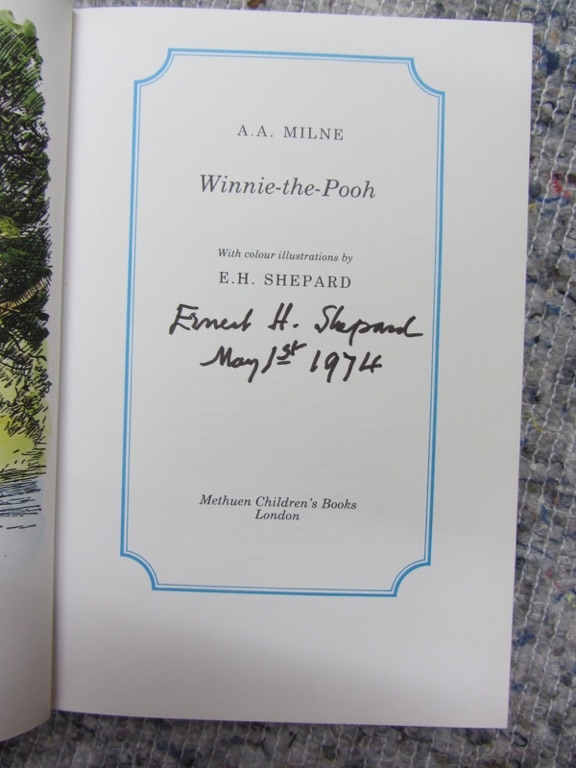 A.A. MILNE
Winnie-the-Pooh
With colour illustrations by
E.H. SHEPARD
Ernest H. Shepard
May 1st 1974
Methuen Children's Books
London